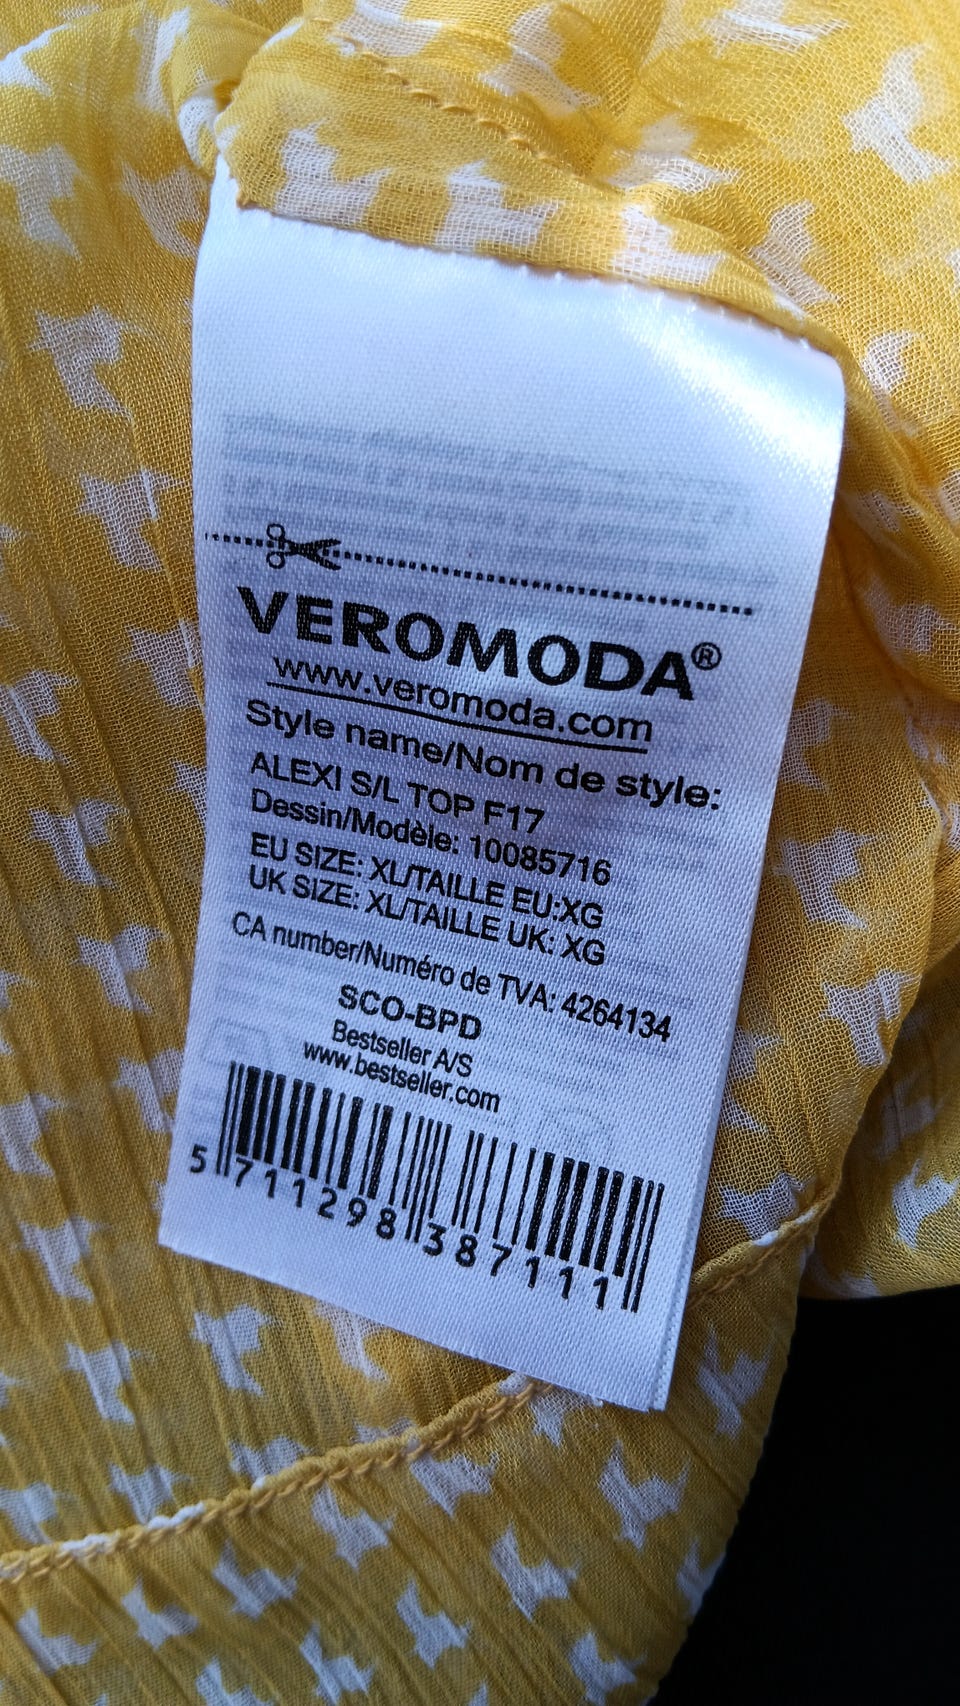 VEROMODA®
www.veromoda.com
Style name/Nom de style:
ALEXI S/L TOP F17
Dessin/Modèle: 10085716
EU SIZE: XL/TAILLE EU:XG
UK SIZE: XL/TAILLE UK: XG
CA number/Numéro de TVA: 4264134
SCO-BPD
Bestseller A/S
www.bestseller.com
5 711298 387111